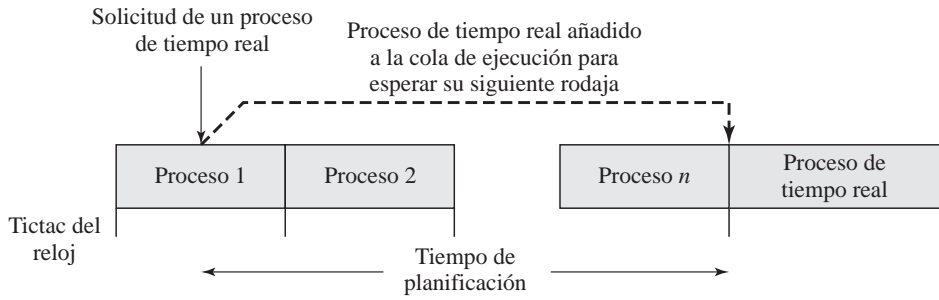 Solicitud de un proceso
de tiempo real
Proceso de tiempo real añadido
a la cola de ejecución para
esperar su siguiente rodaja
Proceso 1
Proceso 2
Proceso n
Proceso de
tiempo real
Tictac del
reloj
Tiempo de
planificación